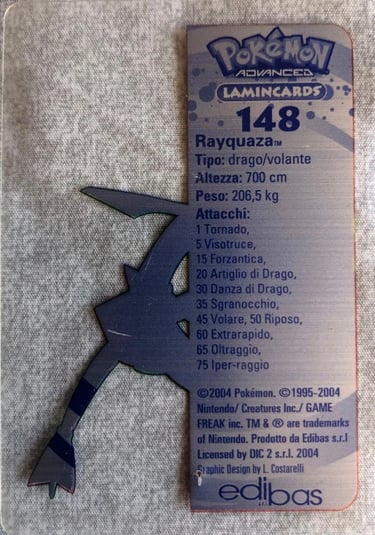 POKéMON
ADVANCED
LAMINCARDS
148
Rayquaza™
Tipo: drago/volante
Altezza: 700 cm
Peso: 206,5 kg
Attacchi:
1 Tornado,
5 Visotruce,
15 Forzantica,
20 Artiglio di Drago,
30 Danza di Drago,
35 Sgranocchio,
45 Volare, 50 Riposo,
60 Extrarapido,
65 Oltraggio,
75 Iper-raggio
©2004 Pokémon. ©1995-2004
Nintendo/ Creatures Inc./ GAME
FREAK inc. TM & ® are trademarks
of Nintendo. Prodotto da Edibas s.r.l
Licensed by DIC 2 s.r.l. 2004
Graphic Design by L. Costarelli
edibas